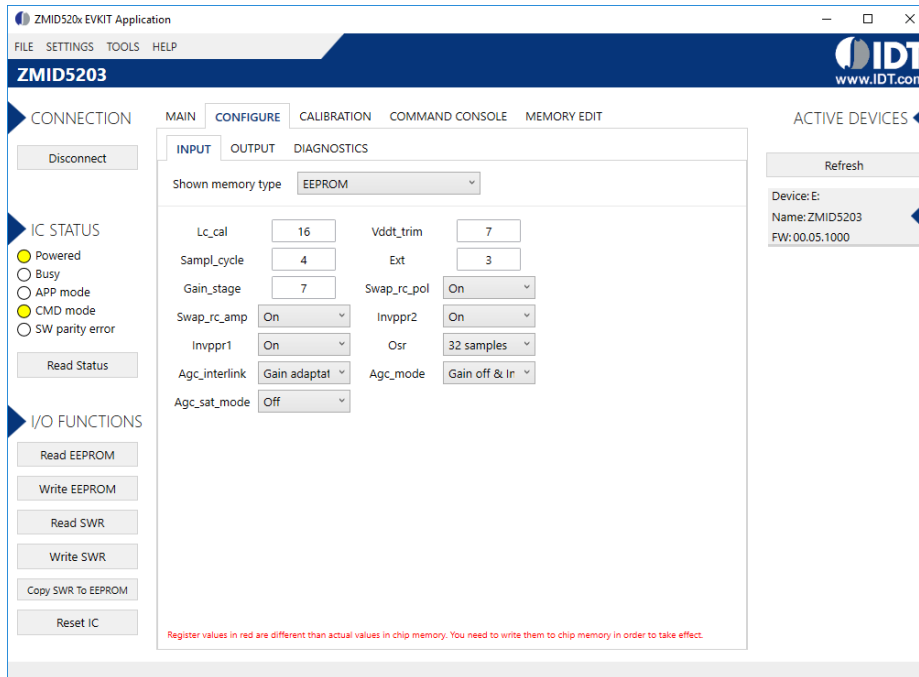 ZMID520x EVKIT Application
FILE SETTINGS TOOLS HELP
IDT
ZMID5203
www.IDT.com
CONNECTION
Disconnect
IC STATUS
Powered
Busy
APP mode
CMD mode
SW parity error
Read Status
I/O FUNCTIONS
Read EEPROM
Write EEPROM
Read SWR
Write SWR
Copy SWR To EEPROM
Reset IC
MAIN CONFIGURE CALIBRATION COMMAND CONSOLE MEMORY EDIT
INPUT OUTPUT DIAGNOSTICS
Shown memory type EEPROM
Lc_cal 16 Vddt_trim 7
Sampl_cycle 4 Ext 3
Gain_stage 7 Swap_rc_pol On
Swap_rc_amp On Invppr2 On
Invppr1 On Osr 32 samples
Agc_interlink Gain adaptat Agc_mode Gain off & In
Agc_sat_mode Off
Register values in red are different than actual values in chip memory. You need to write them to chip memory in order to take effect.
ACTIVE DEVICES
Refresh
Device: E:
Name: ZMID5203
FW: 00.05.1000